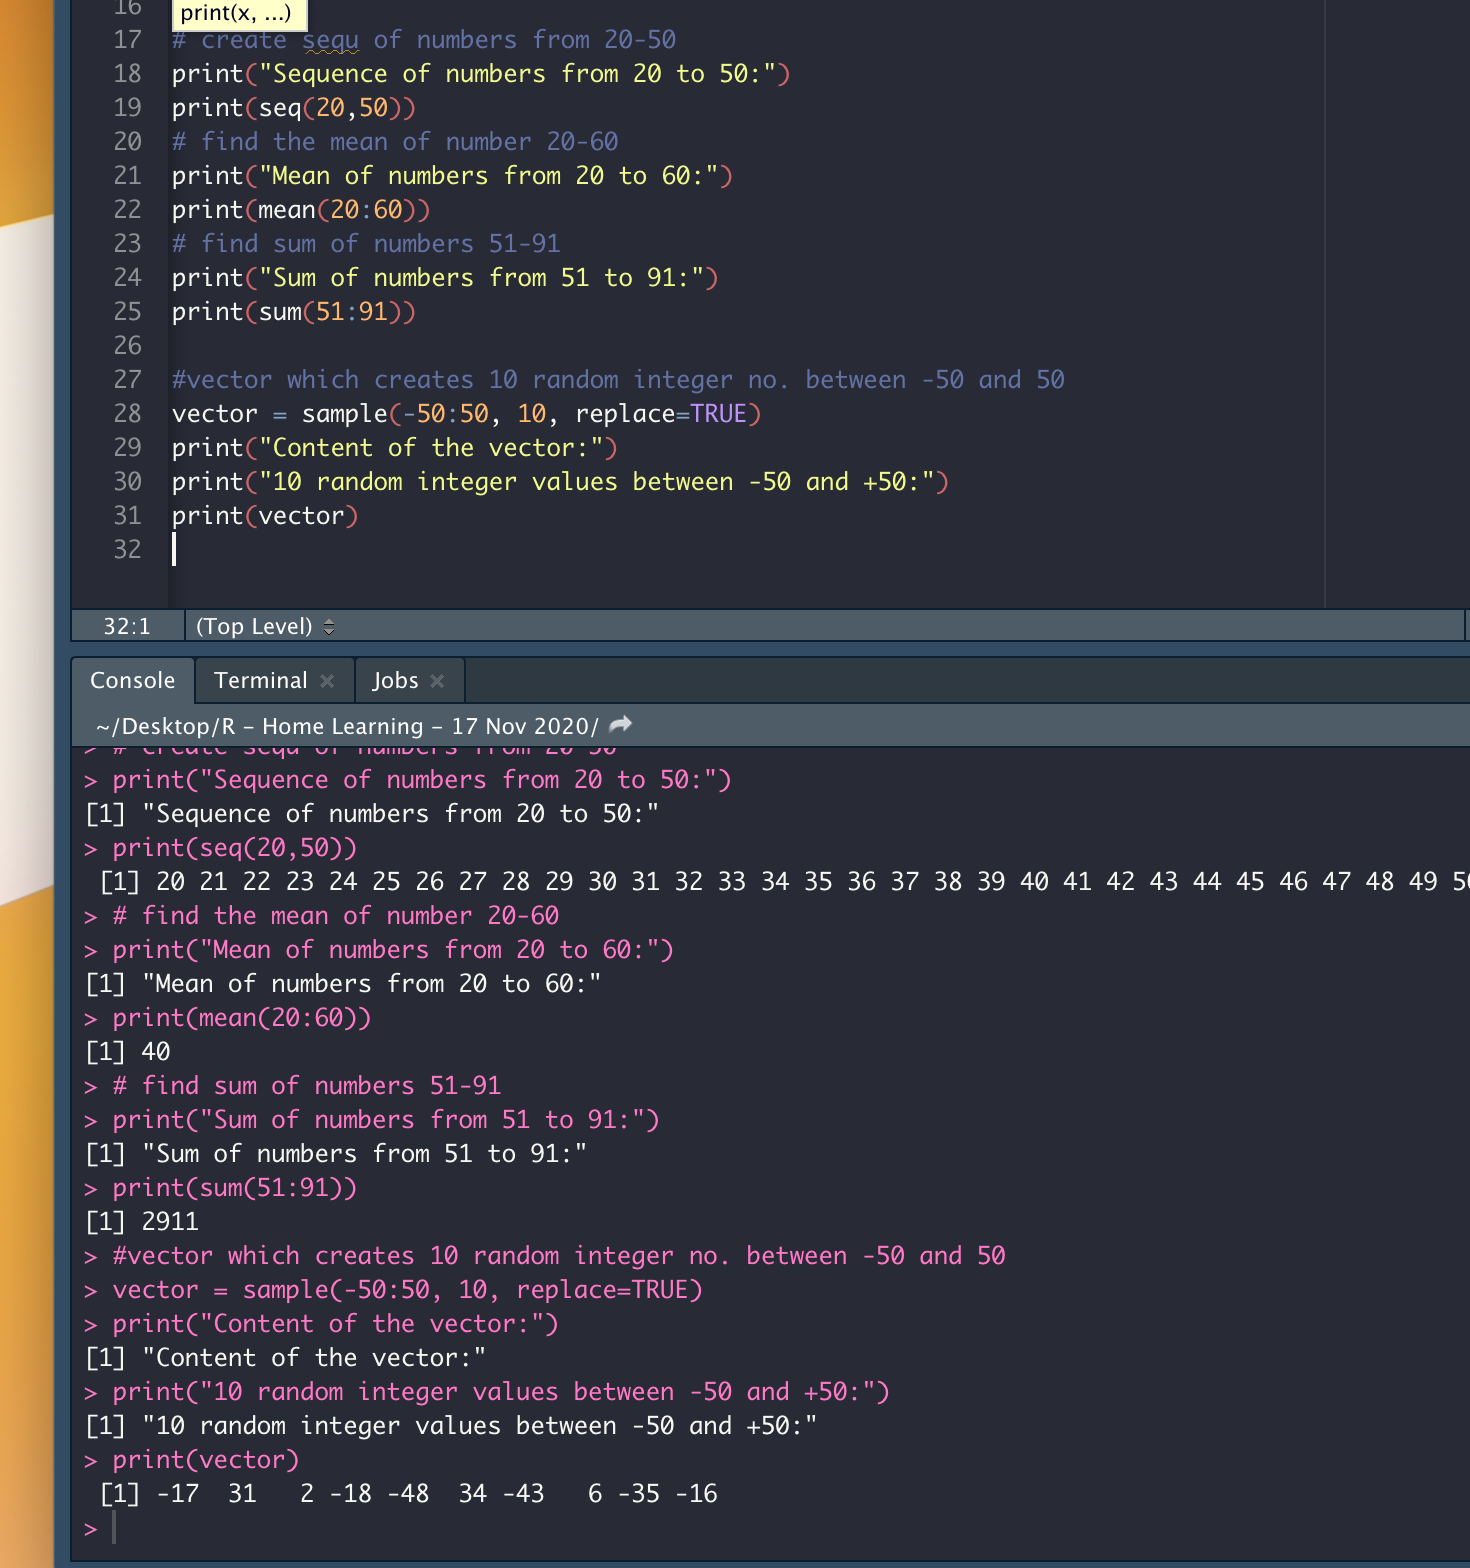 16
print(x, ...)
17 # create sequ of numbers from 20-50
18 print("Sequence of numbers from 20 to 50:")
19 print(seq(20,50))
20 # find the mean of number 20-60
21 print("Mean of numbers from 20 to 60:")
22 print(mean(20:60))
23 # find sum of numbers 51-91
24 print("Sum of numbers from 51 to 91:")
25 print(sum(51:91))
26
27 #vector which creates 10 random integer no. between -50 and 50
28 vector = sample(-50:50, 10, replace=TRUE)
29 print("Content of the vector:")
30 print("10 random integer values between -50 and +50:")
31 print(vector)
32
32:1 (Top Level)
Console Terminal Jobs
~/Desktop/R – Home Learning – 17 Nov 2020/
> # create sequ of numbers from 20-50
> print("Sequence of numbers from 20 to 50:")
[1] "Sequence of numbers from 20 to 50:"
> print(seq(20,50))
[1] 20 21 22 23 24 25 26 27 28 29 30 31 32 33 34 35 36 37 38 39 40 41 42 43 44 45 46 47 48 49 50
> # find the mean of number 20-60
> print("Mean of numbers from 20 to 60:")
[1] "Mean of numbers from 20 to 60:"
> print(mean(20:60))
[1] 40
> # find sum of numbers 51-91
> print("Sum of numbers from 51 to 91:")
[1] "Sum of numbers from 51 to 91:"
> print(sum(51:91))
[1] 2911
> #vector which creates 10 random integer no. between -50 and 50
> vector = sample(-50:50, 10, replace=TRUE)
> print("Content of the vector:")
[1] "Content of the vector:"
> print("10 random integer values between -50 and +50:")
[1] "10 random integer values between -50 and +50:"
> print(vector)
[1] -17 31 2 -18 -48 34 -43 6 -35 -16
>